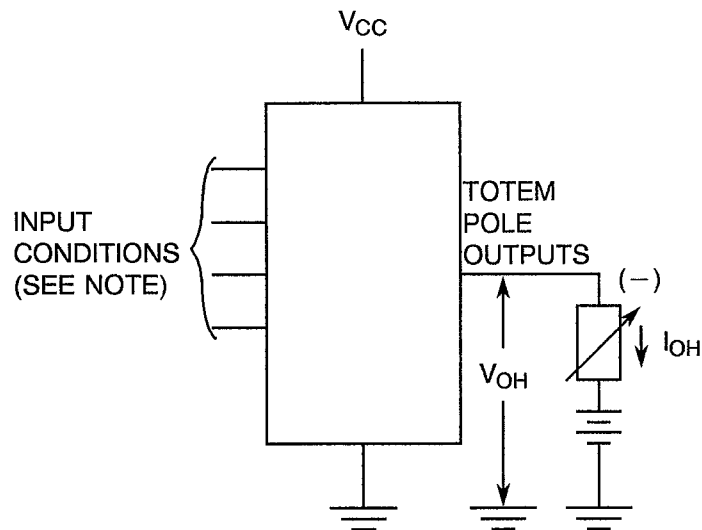 VCC
INPUT
CONDITIONS
(SEE NOTE)
TOTEM
POLE
OUTPUTS
(−)
IOH
VOH